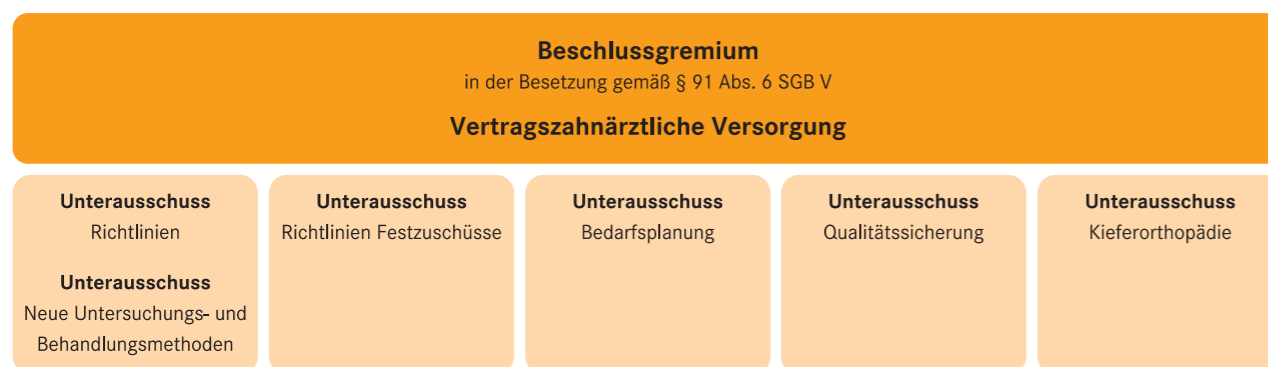 Beschlussgremium
in der Besetzung gemäß § 91 Abs. 6 SGB V
Vertragszahnärztliche Versorgung
Unterausschuss
Richtlinien
Unterausschuss
Neue Untersuchungs- und
Behandlungsmethoden
Unterausschuss
Richtlinien Festzuschüsse
Unterausschuss
Bedarfsplanung
Unterausschuss
Qualitätssicherung
Unterausschuss
Kieferorthopädie